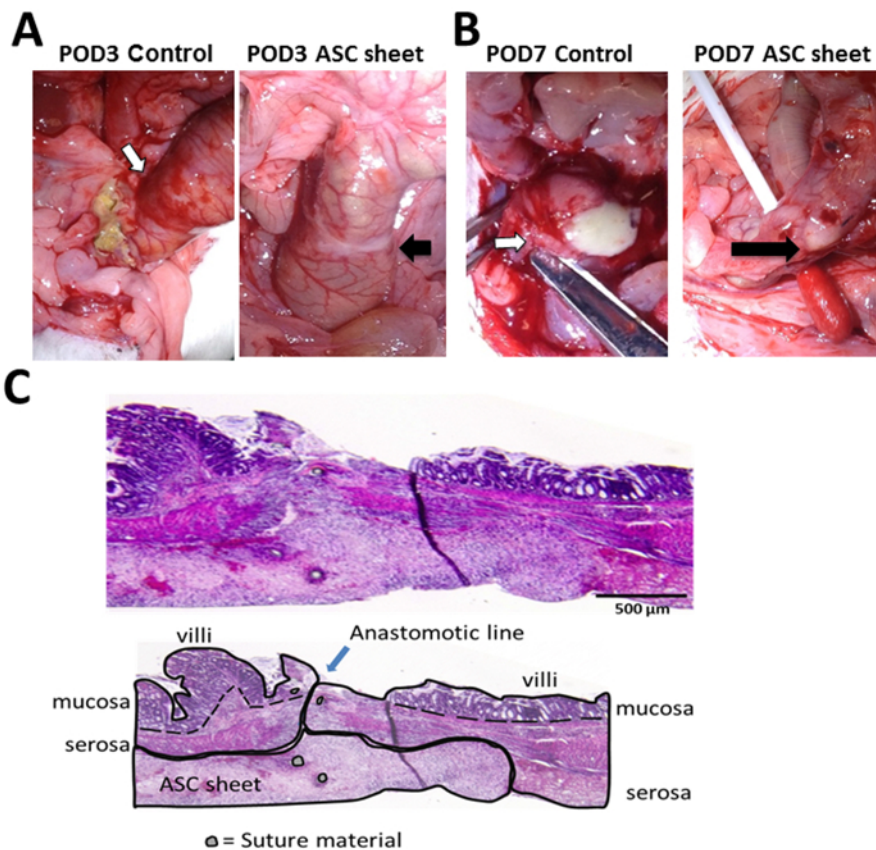 A
POD3 Control
POD3 ASC sheet
B
POD7 Control
POD7 ASC sheet
C
500 µm
villi
Anastomotic line
villi
mucosa
mucosa
serosa
ASC sheet
serosa
= Suture material